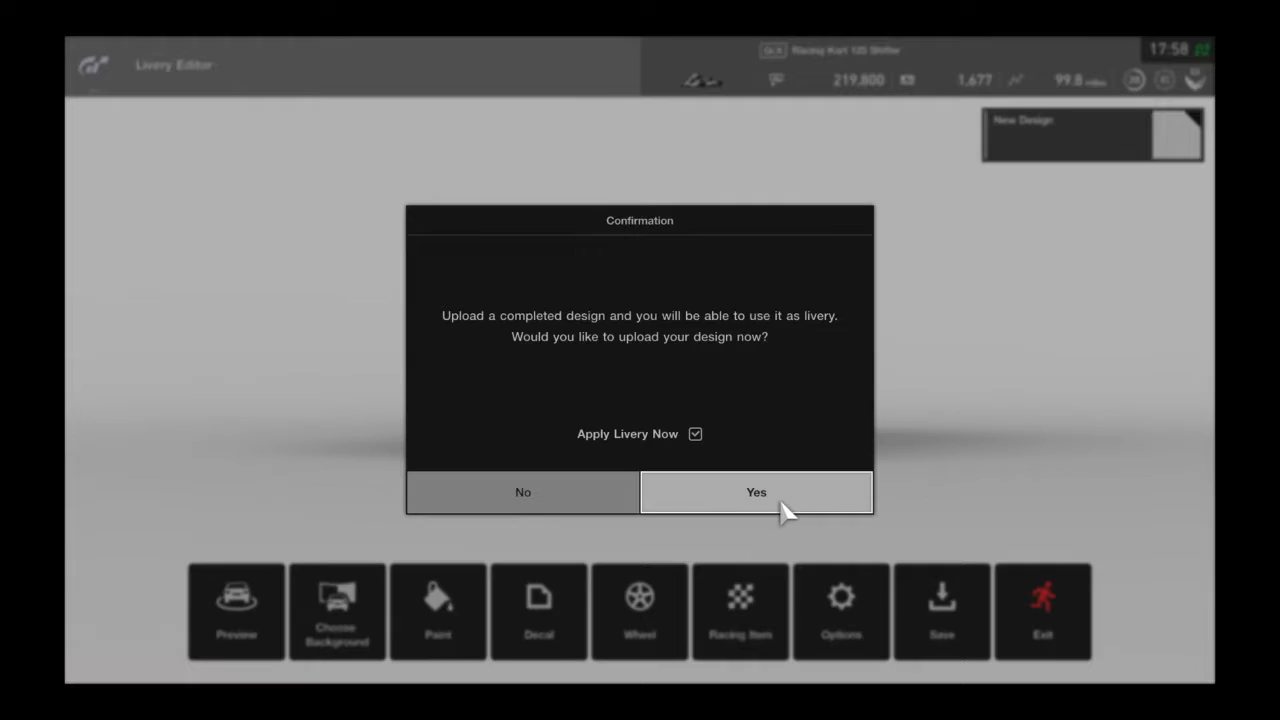 Livery Editor
Racing Kart 125 Shifter
17:58
219,800
1,677
99.8 miles
New Design
Confirmation
Upload a completed design and you will be able to use it as livery.
Would you like to upload your design now?
Apply Livery Now
No
Yes
Preview
Choose
Background
Paint
Decal
Wheel
Racing Item
Options
Save
Exit